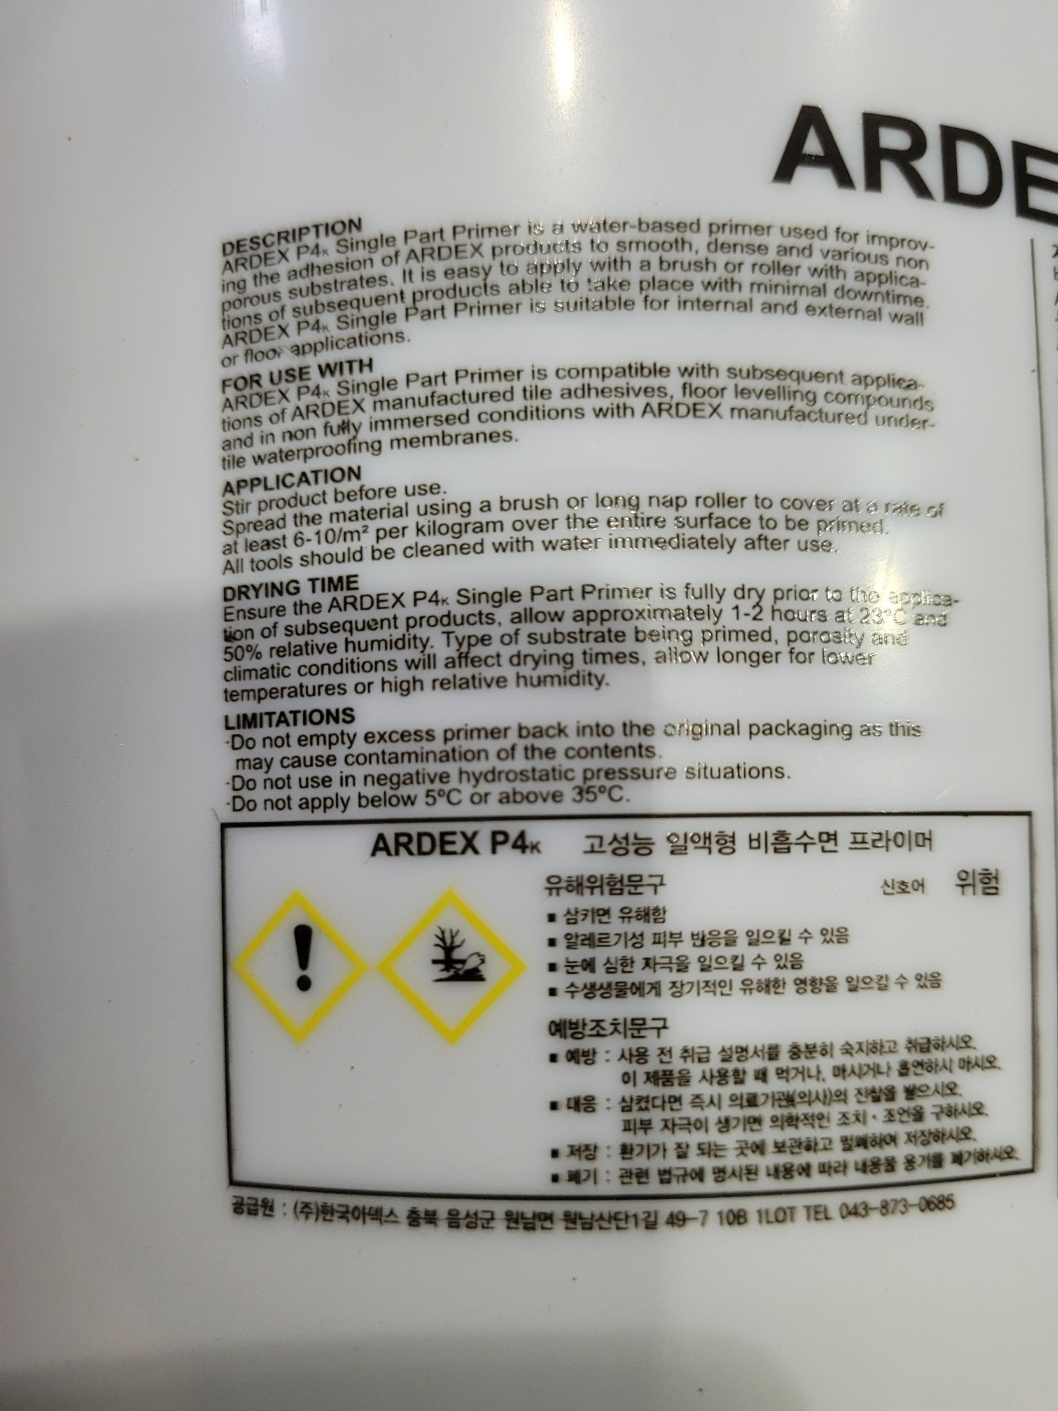 ARDE
DESCRIPTION
ARDEX P4K Single Part Primer is a water-based primer used for improv-
ing the adhesion of ARDEX products to smooth, dense and various non
porous substrates. It is easy to apply with a brush or roller with applica-
tions of subsequent products able to take place with minimal downtime.
ARDEX P4K Single Part Primer is suitable for internal and external wall
or floor applications.
FOR USE WITH
ARDEX P4K Single Part Primer is compatible with subsequent applica-
tions of ARDEX manufactured tile adhesives, floor levelling compounds
and in non fully immersed conditions with ARDEX manufactured under-
tile waterproofing membranes.
APPLICATION
Stir product before use.
Spread the material using a brush or long nap roller to cover at a rate of
at least 6-10/m² per kilogram over the entire surface to be primed.
All tools should be cleaned with water immediately after use.
DRYING TIME
Ensure the ARDEX P4K Single Part Primer is fully dry prior to the applica-
tion of subsequent products, allow approximately 1-2 hours at 23°C and
50% relative humidity. Type of substrate being primed, porosity and
climatic conditions will affect drying times, allow longer for lower
temperatures or high relative humidity.
LIMITATIONS
·Do not empty excess primer back into the original packaging as this
may cause contamination of the contents.
·Do not use in negative hydrostatic pressure situations.
·Do not apply below 5°C or above 35°C.
ARDEX P4K 고성능 일액형 비흡수면 프라이머
유해위험문구 신호어 위험
■ 삼키면 유해함
■ 알레르기성 피부 반응을 일으킬 수 있음
■ 눈에 심한 자극을 일으킬 수 있음
■ 수생생물에게 장기적인 유해한 영향을 일으킬 수 있음
예방조치문구
■ 예방 : 사용 전 취급 설명서를 충분히 숙지하고 취급하시오.
이 제품을 사용할 때 먹거나, 마시거나 흡연하시 마시오.
■ 대응 : 삼켰다면 즉시 의료기관(의사)의 진찰을 받으시오.
피부 자극이 생기면 의학적인 조치·조언을 구하시오.
■ 저장 : 환기가 잘 되는 곳에 보관하고 밀폐하여 저장하시오.
■ 폐기 : 관련 법규에 명시된 내용에 따라 내용물 용기를 폐기하시오.
공급원 : (주)한국아덱스 충북 음성군 원남면 원남산단1길 49-7 10B 1LOT TEL 043-873-0685